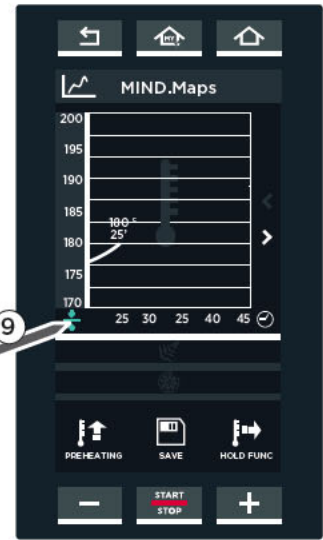 MY
MIND.Maps
200
195
190
185
180 c
25'
180
175
170
25 30 25 40 45
9
PREHEATING SAVE HOLD FUNC
START
STOP